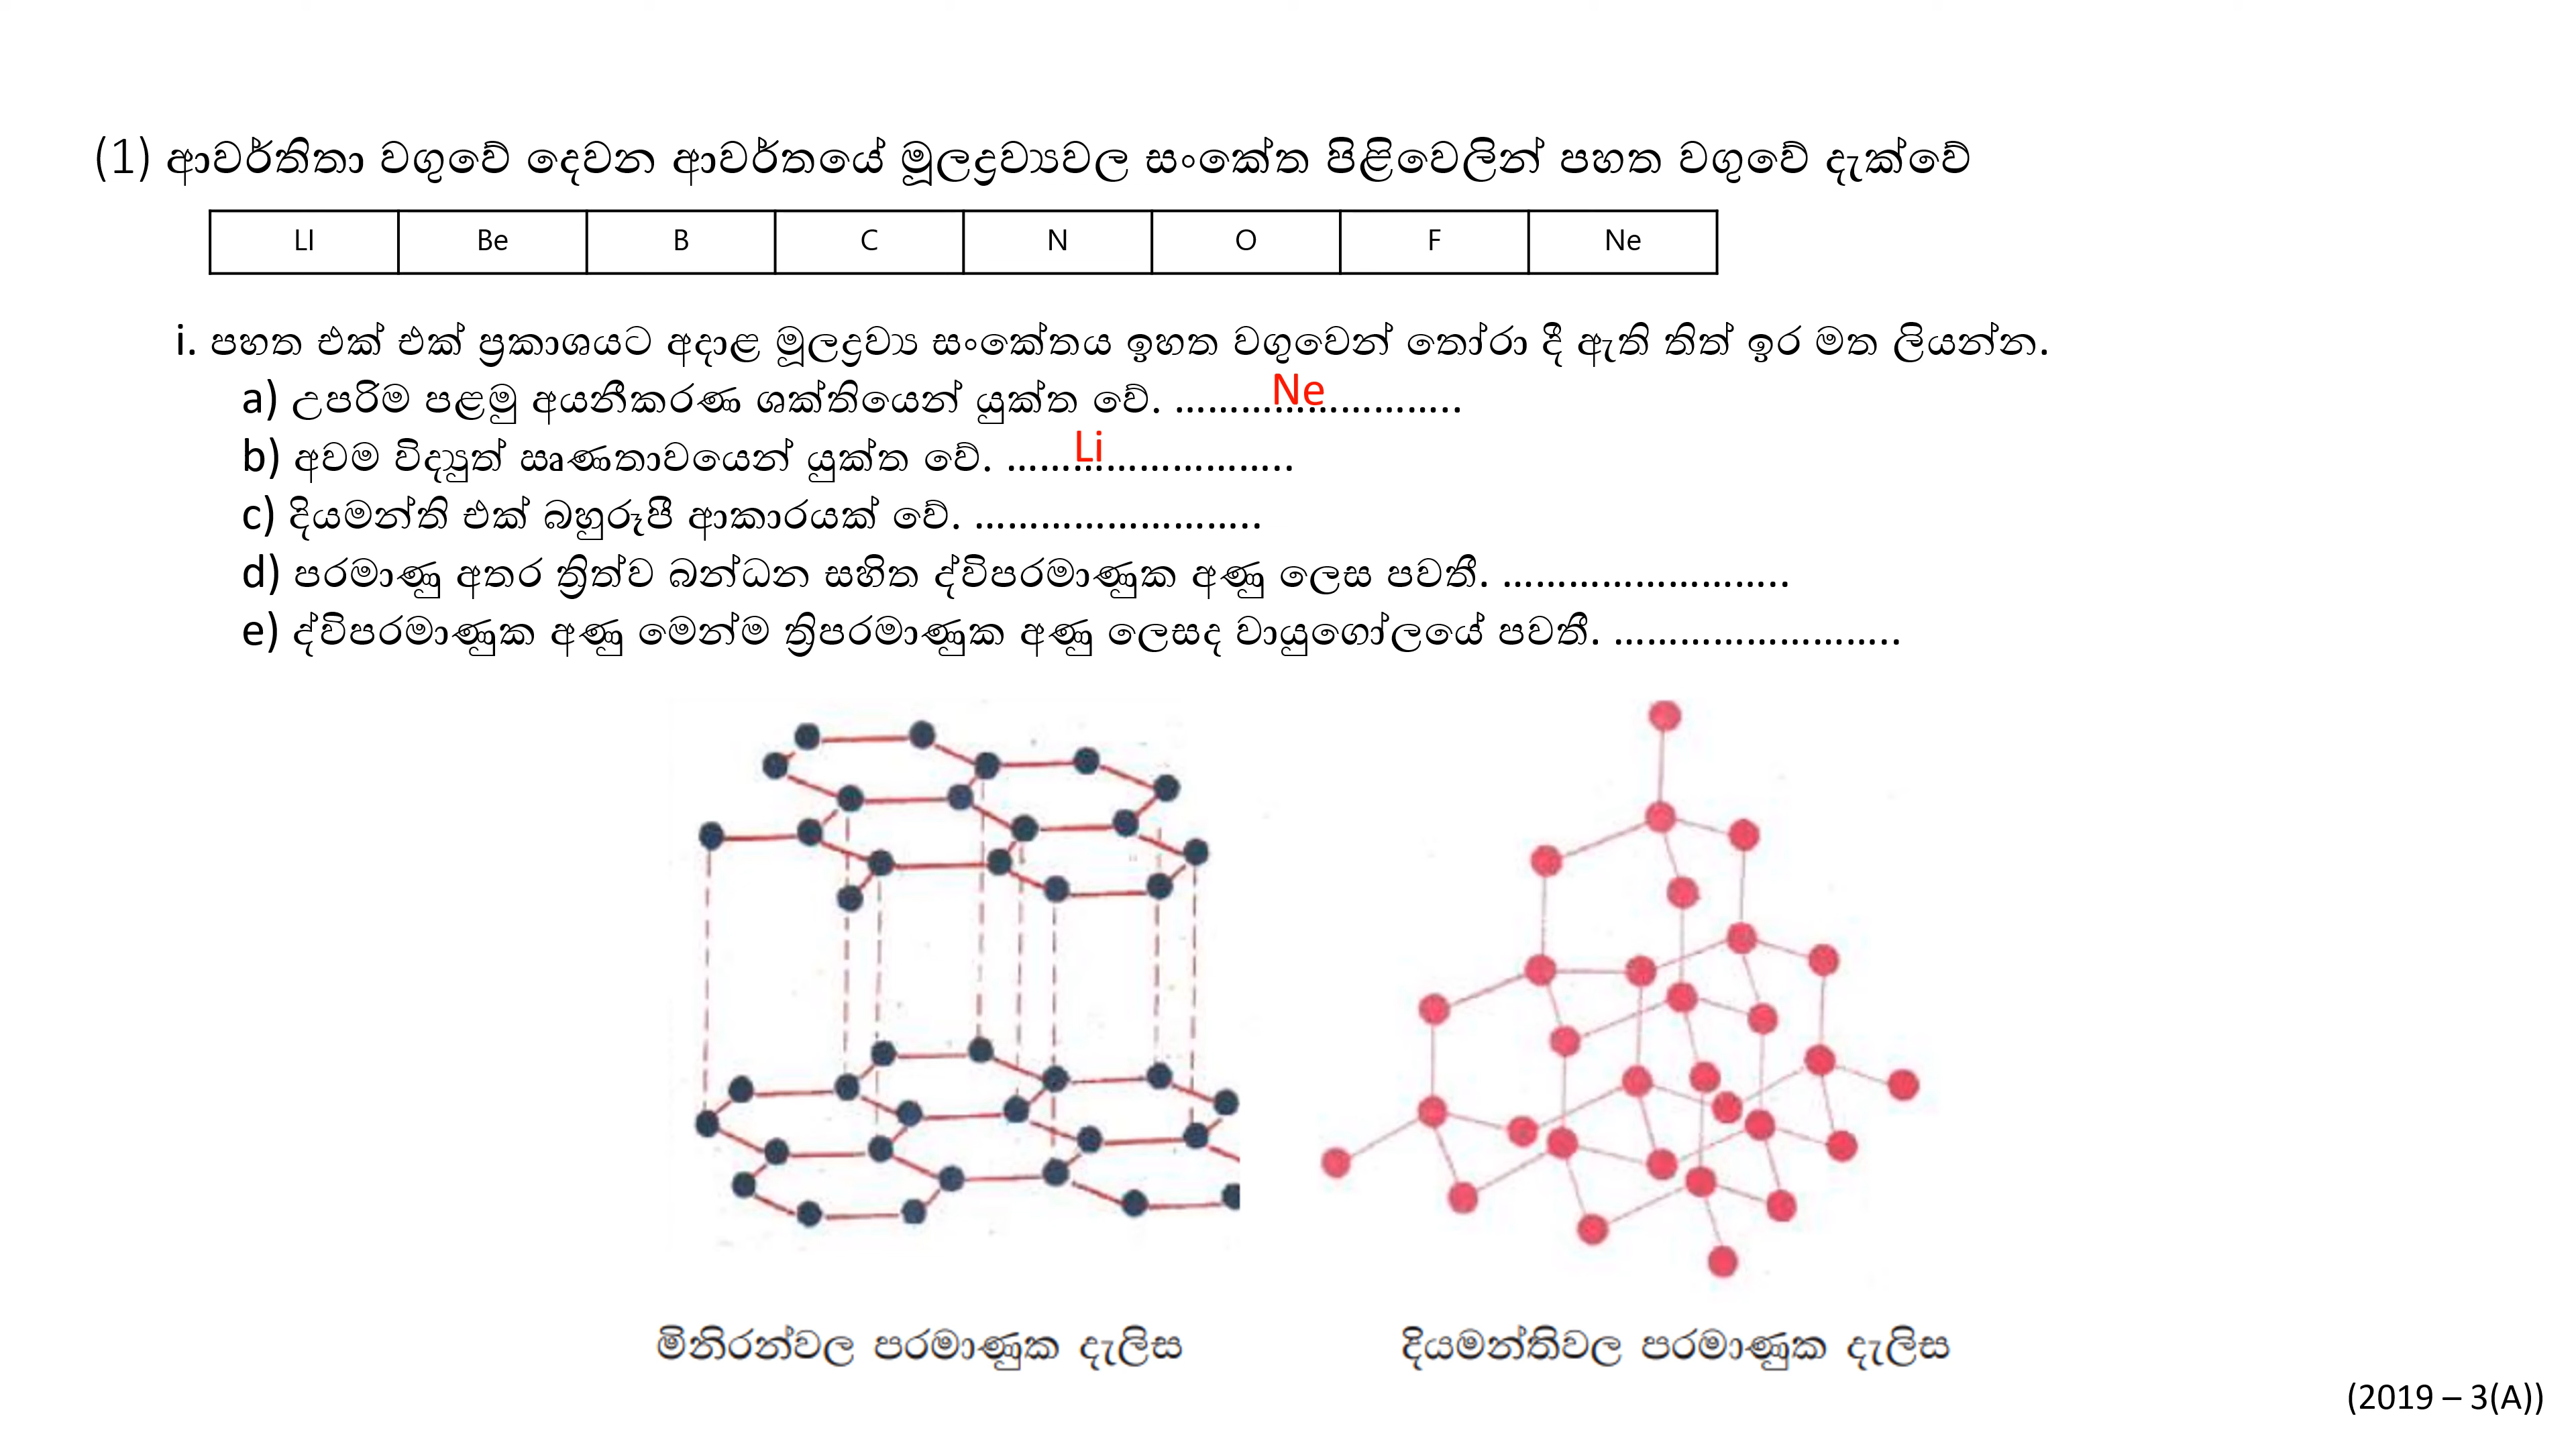 (1) ආවර්තිතා වගුවේ දෙවන ආවර්තයේ මූලද්‍රව්‍යවල සංකේත පිළිවෙලින් පහත වගුවේ දැක්වේ
LI Be B C N O F Ne
i. පහත එක් එක් ප්‍රකාශයට අදාළ මූලද්‍රව්‍ය සංකේතය ඉහත වගුවෙන් තෝරා දී ඇති තිත් ඉර මත ලියන්න.
a) උපරිම පළමු අයනීකරණ ශක්තියෙන් යුක්ත වේ. ……………………….. Ne
b) අවම විද්‍යුත් ඍණතාවයෙන් යුක්ත වේ. ……………………….. Li
c) දියමන්ති එක් බහුරූපී ආකාරයක් වේ. ………………………..
d) පරමාණු අතර ත්‍රිත්ව බන්ධන සහිත ද්විපරමාණුක අණු ලෙස පවතී. ………………………..
e) ද්විපරමාණුක අණු මෙන්ම ත්‍රිපරමාණුක අණු ලෙසද වායුගෝලයේ පවතී. ………………………..
මිනිරන්වල පරමාණුක දැලිස
දියමන්තිවල පරමාණුක දැලිස
(2019 – 3(A))